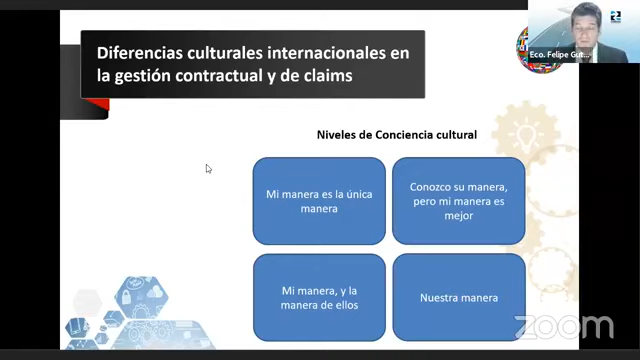 Diferencias culturales internacionales en
la gestión contractual y de claims
Eco. Felipe Gut...
Niveles de Conciencia cultural
Mi manera es la única
manera
Conozco su manera,
pero mi manera es
mejor
Mi manera, y la
manera de ellos
Nuestra manera
zoom